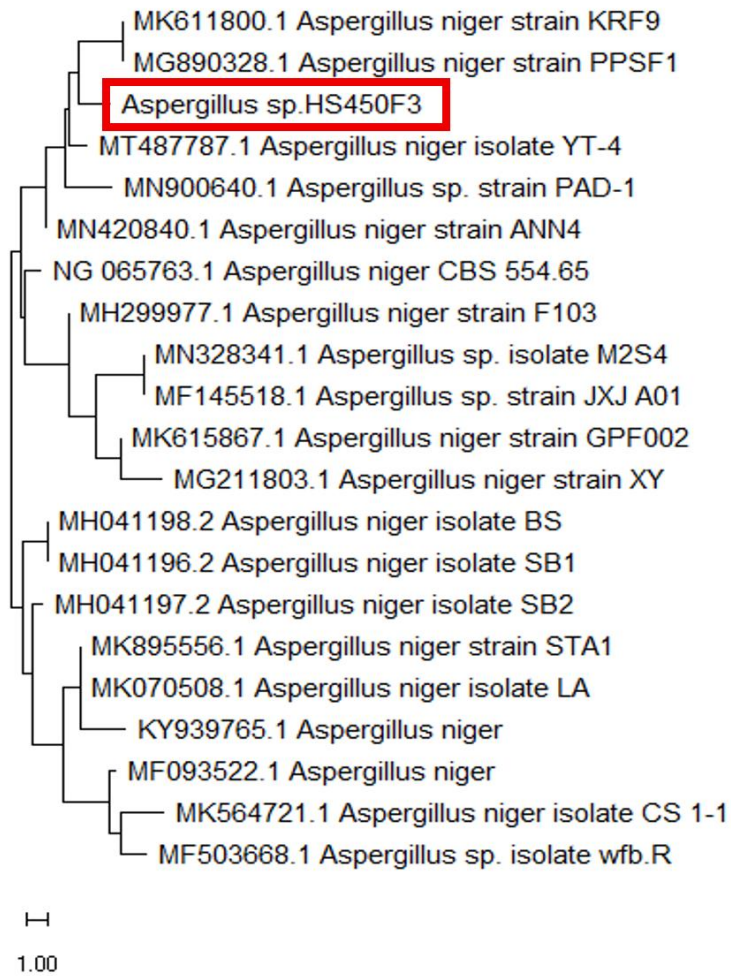 MK611800.1 Aspergillus niger strain KRF9
MG890328.1 Aspergillus niger strain PPSF1
Aspergillus sp.HS450F3
MT487787.1 Aspergillus niger isolate YT-4
MN900640.1 Aspergillus sp. strain PAD-1
MN420840.1 Aspergillus niger strain ANN4
NG 065763.1 Aspergillus niger CBS 554.65
MH299977.1 Aspergillus niger strain F103
MN328341.1 Aspergillus sp. isolate M2S4
MF145518.1 Aspergillus sp. strain JXJ A01
MK615867.1 Aspergillus niger strain GPF002
MG211803.1 Aspergillus niger strain XY
MH041198.2 Aspergillus niger isolate BS
MH041196.2 Aspergillus niger isolate SB1
MH041197.2 Aspergillus niger isolate SB2
MK895556.1 Aspergillus niger strain STA1
MK070508.1 Aspergillus niger isolate LA
KY939765.1 Aspergillus niger
MF093522.1 Aspergillus niger
MK564721.1 Aspergillus niger isolate CS 1-1
MF503668.1 Aspergillus sp. isolate wfb.R
1.00